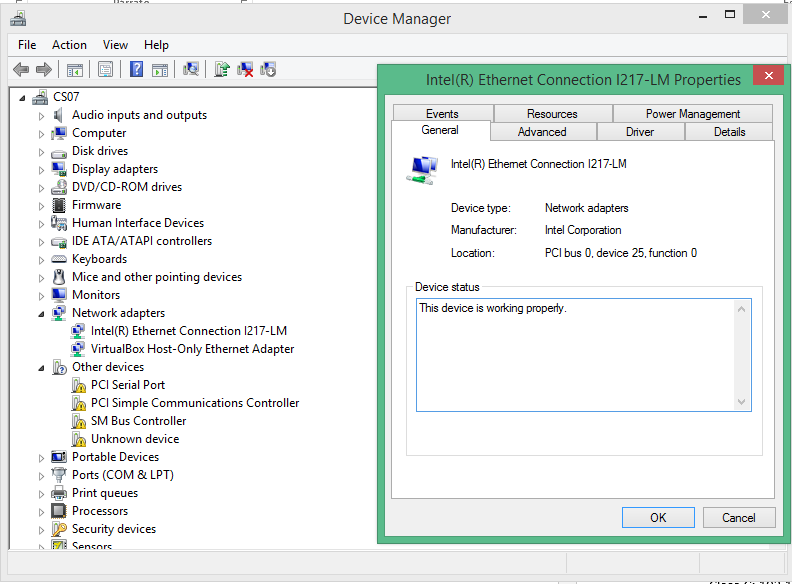 Device Manager
File Action View Help
CS07
Audio inputs and outputs
Computer
Disk drives
Display adapters
DVD/CD-ROM drives
Firmware
Human Interface Devices
IDE ATA/ATAPI controllers
Keyboards
Mice and other pointing devices
Monitors
Network adapters
Intel(R) Ethernet Connection I217-LM
VirtualBox Host-Only Ethernet Adapter
Other devices
PCI Serial Port
PCI Simple Communications Controller
SM Bus Controller
Unknown device
Portable Devices
Ports (COM & LPT)
Print queues
Processors
Security devices
Sensors
Intel(R) Ethernet Connection I217-LM Properties
Events Resources Power Management
General Advanced Driver Details
Intel(R) Ethernet Connection I217-LM
Device type: Network adapters
Manufacturer: Intel Corporation
Location: PCI bus 0, device 25, function 0
Device status
This device is working properly.
OK Cancel